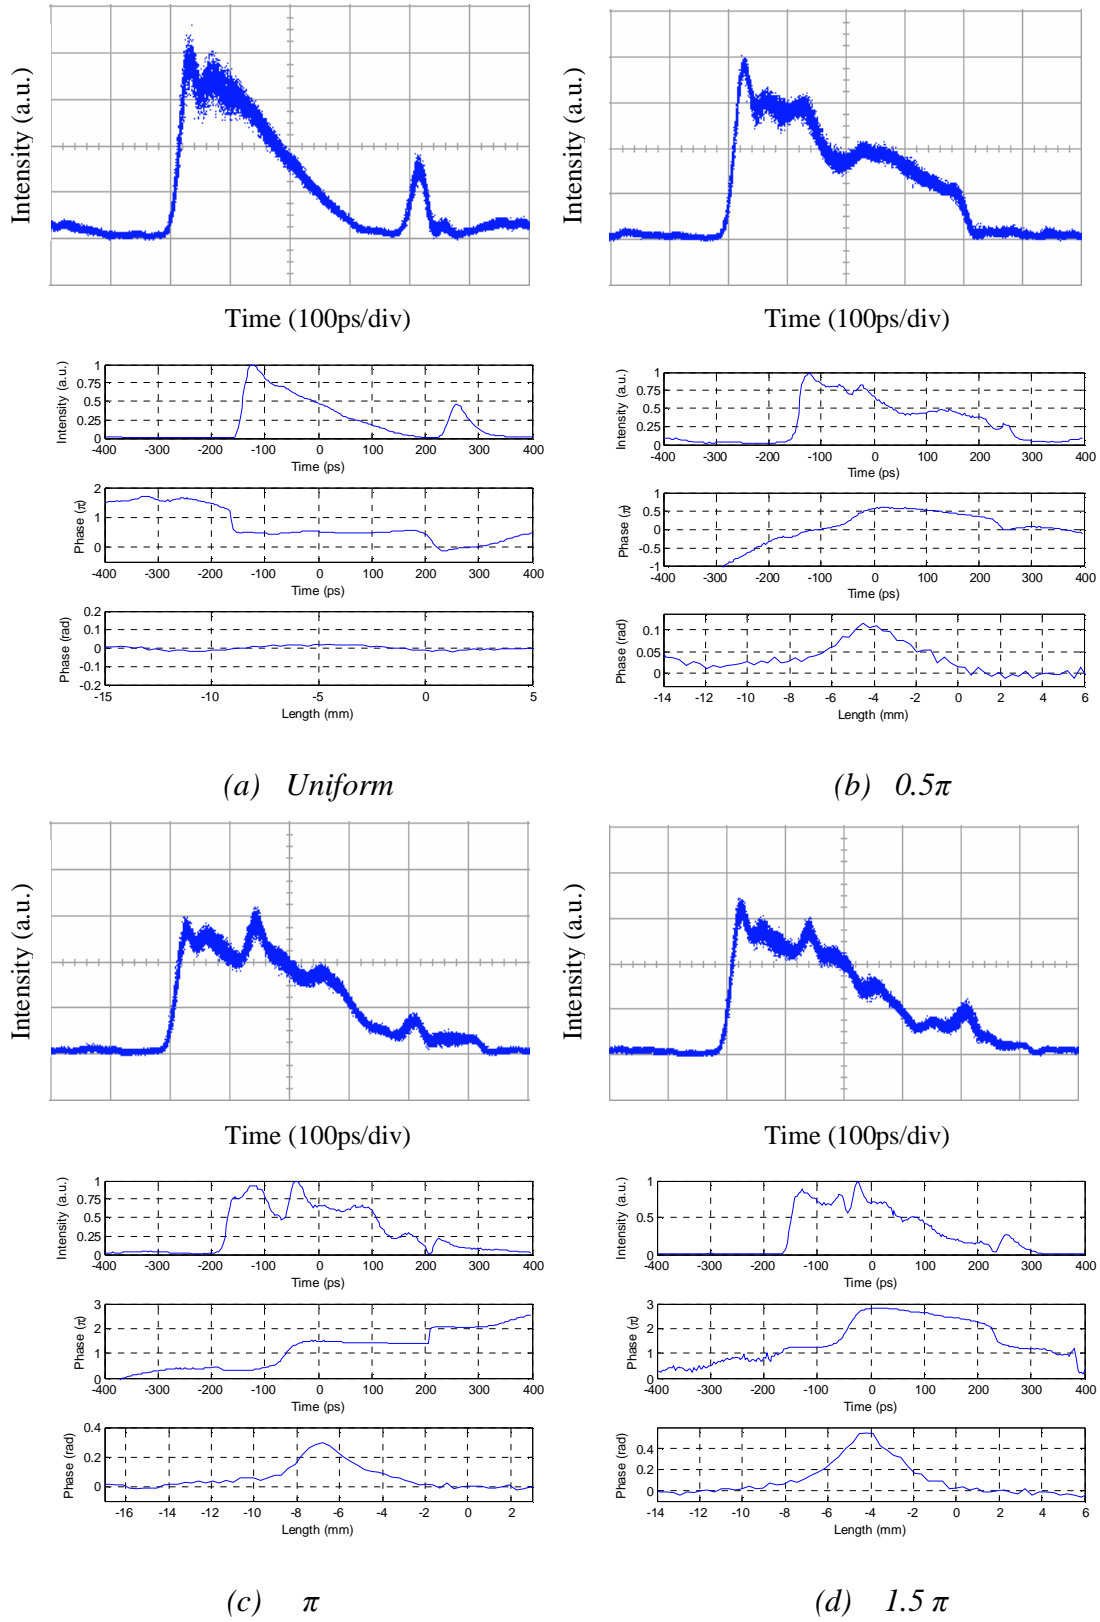 Intensity (a.u.)
Time (100ps/div)
Intensity (a.u.)
Time (100ps/div)
Intensity (a.u.)
1
0.75
0.5
0.25
0
-400 -300 -200 -100 0 100 200 300 400
Time (ps)
Phase (π)
2
1
0
-400 -300 -200 -100 0 100 200 300 400
Time (ps)
Phase (rad)
0.2
0.1
0
-0.1
-0.2
-15 -10 -5 0 5
Length (mm)
Intensity (a.u.)
1
0.75
0.5
0.25
0
-400 -300 -200 -100 0 100 200 300 400
Time (ps)
Phase (π)
1
0.5
0
-0.5
-1
-400 -300 -200 -100 0 100 200 300 400
Time (ps)
Phase (rad)
0.1
0.05
0
-14 -12 -10 -8 -6 -4 -2 0 2 4 6
Length (mm)
(a) Uniform
(b) 0.5π
Intensity (a.u.)
Time (100ps/div)
Intensity (a.u.)
Time (100ps/div)
Intensity (a.u.)
1
0.75
0.5
0.25
0
-400 -300 -200 -100 0 100 200 300 400
Time (ps)
Phase (π)
3
2
1
0
-400 -300 -200 -100 0 100 200 300 400
Time (ps)
Phase (rad)
0.4
0.2
0
-16 -14 -12 -10 -8 -6 -4 -2 0 2
Length (mm)
Intensity (a.u.)
1
0.5
0
-400 -300 -200 -100 0 100 200 300 400
Time (ps)
Phase (π)
3
2
1
0
-400 -300 -200 -100 0 100 200 300 400
Time (ps)
Phase (rad)
0.4
0.2
0
-14 -12 -10 -8 -6 -4 -2 0 2 4 6
Length (mm)
(c) π
(d) 1.5 π